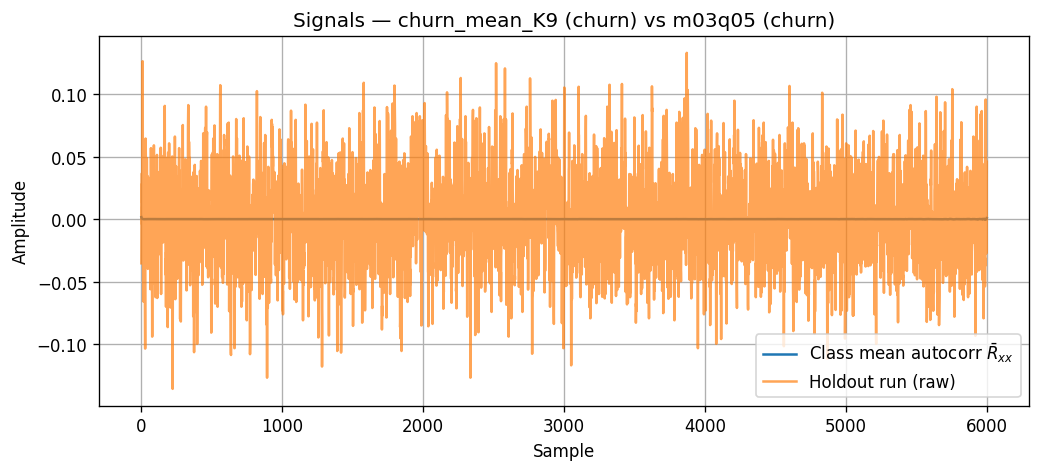 Signals — churn_mean_K9 (churn) vs m03q05 (churn)
Amplitude
0.10
0.05
0.00
−0.05
−0.10
Class mean autocorr R̄xx
Holdout run (raw)
0 1000 2000 3000 4000 5000 6000
Sample